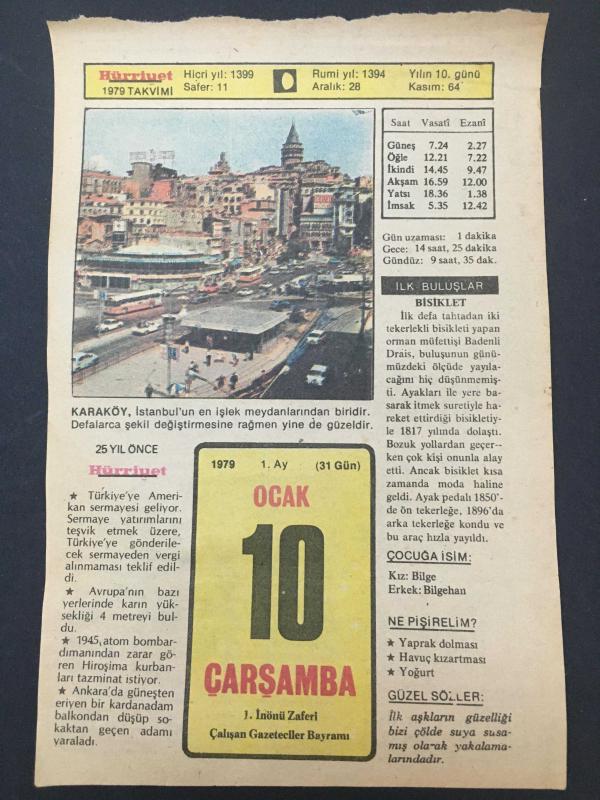 Hürriyet
1979 TAKVİMİ
Hicri yıl: 1399
Safer: 11
Rumi yıl: 1394
Aralık: 28
Yılın 10. günü
Kasım: 64
Saat Vasatî Ezanî
Güneş 7.24 2.27
Öğle 12.21 7.22
İkindi 14.45 9.47
Akşam 16.59 12.00
Yatsı 18.36 1.38
İmsak 5.35 12.42
Gün uzaması: 1 dakika
Gece: 14 saat, 25 dakika
Gündüz: 9 saat, 35 dak.
KARAKÖY, İstanbul'un en işlek meydanlarından biridir.
Defalarca şekil değiştirmesine rağmen yine de güzeldir.
25 YIL ÖNCE
Hürriyet
★ Türkiye'ye Ameri-
kan sermayesi geliyor.
Sermaye yatırımlarını
teşvik etmek üzere,
Türkiye'ye gönderile-
cek sermayeden vergi
alınmaması teklif edil-
di.
★ Avrupa'nın bazı
yerlerinde karın yük-
sekliği 4 metreyi bul-
du.
★ 1945, atom bombar-
dımanından zarar gö-
ren Hiroşima kurban-
ları tazminat istiyor.
★ Ankara'da güneşten
eriyen bir kardanadam
balkondan düşüp so-
kaktan geçen adamı
yaraladı.
1979 1. Ay (31 Gün)
OCAK
10
ÇARŞAMBA
1. İnönü Zaferi
Çalışan Gazeteciler Bayramı
İLK BULUŞLAR
BİSİKLET
İlk defa tahtadan iki
tekerlekli bisikleti yapan
orman müfettişi Badenli
Drais, buluşunun günü-
müzdeki ölçüde yayıla-
cağını hiç düşünmemiş-
ti. Ayakları ile yere ba-
sarak itmek suretiyle ha-
reket ettirdiği bisikletiy-
le 1817 yılında dolaştı.
Bozuk yollardan geçer-
ken çok kişi onunla alay
etti. Ancak bisiklet kısa
zamanda moda haline
geldi. Ayak pedalı 1850'-
de ön tekerleğe, 1896'da
arka tekerleğe kondu ve
bu araç hızla yayıldı.
ÇOCUĞA İSİM:
Kız: Bilge
Erkek: Bilgehan
NE PİŞİRELİM?
★ Yaprak dolması
★ Havuç kızartması
★ Yoğurt
GÜZEL SÖZLER:
İlk aşkların güzelliği
bizi çölde suya susa-
mış olarak yakalama-
larındadır.